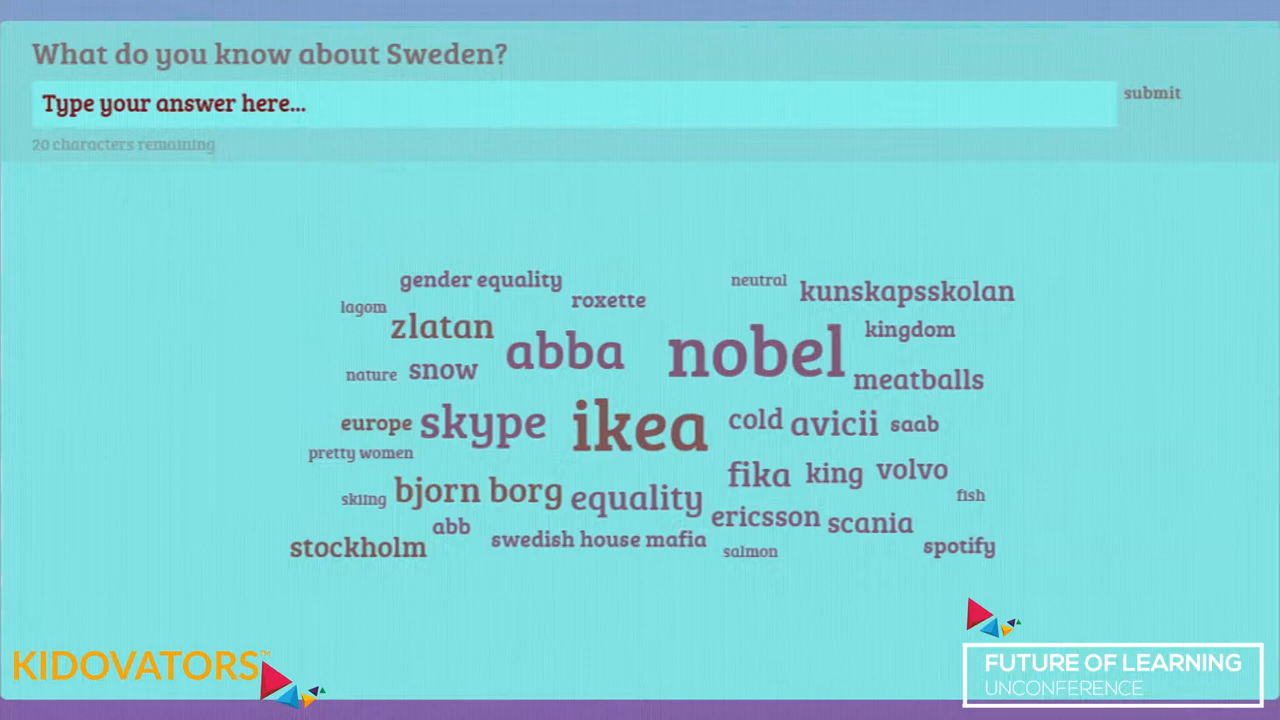 What do you know about Sweden?
Type your answer here...
submit
20 characters remaining
gender equality
neutral
kunskapsskolan
lagom
roxette
zlatan
kingdom
abba
nobel
nature
snow
meatballs
europe
skype
ikea
cold
avicii
saab
pretty women
fika
king
volvo
skiing
bjorn borg
equality
fish
abb
ericsson
scania
stockholm
swedish house mafia
salmon
spotify
KIDOVATORS™
FUTURE OF LEARNING
UNCONFERENCE